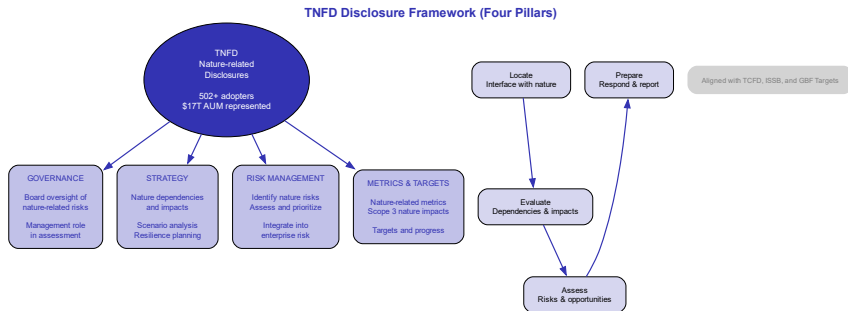 TNFD Disclosure Framework (Four Pillars)
TNFD
Nature-related
Disclosures
502+ adopters
$17T AUM represented
GOVERNANCE
Board oversight of
nature-related risks
Management role
in assessment
STRATEGY
Nature dependencies
and impacts
Scenario analysis
Resilience planning
RISK MANAGEMENT
Identify nature risks
Assess and prioritize
Integrate into
enterprise risk
METRICS & TARGETS
Nature-related metrics
Scope 3 nature impacts
Targets and progress
Locate
Interface with nature
Evaluate
Dependencies & impacts
Assess
Risks & opportunities
Prepare
Respond & report
Aligned with TCFD, ISSB, and GBF Targets